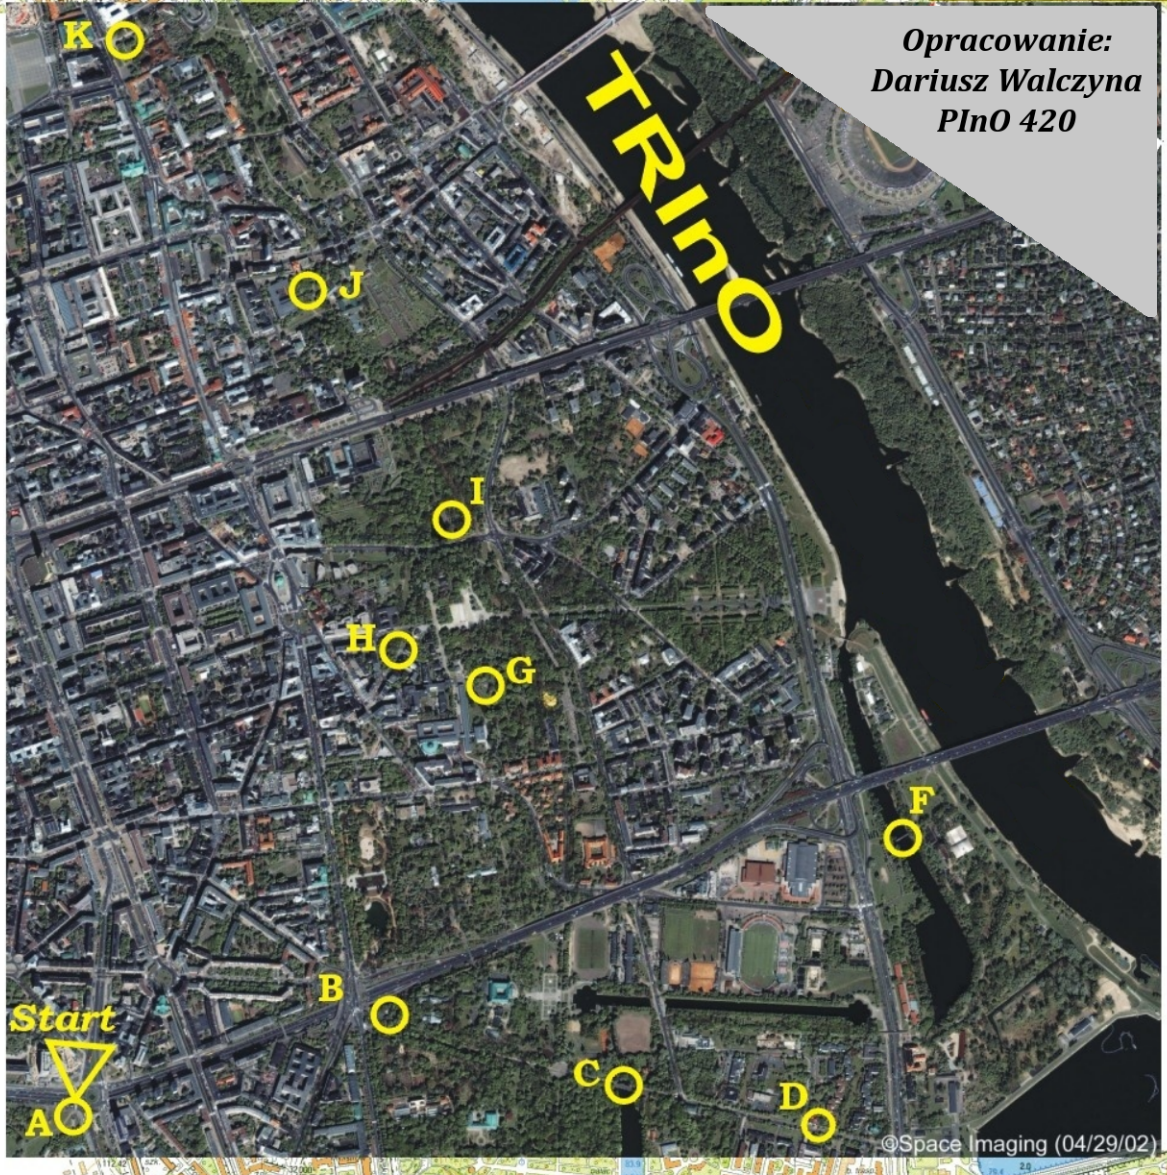 K
Opracowanie:
Dariusz Walczyna
PInO 420
TRInO
J
I
H
G
F
B
Start
C
D
A
©Space Imaging (04/29/02)